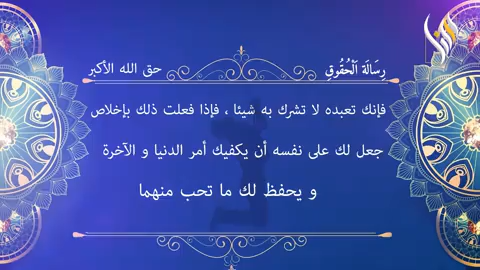 رِسَالَةُ ٱلْحُقُوقِ
حق الله الأكبر
فإنك تعبده لا تشرك به شيئا ، فإذا فعلت ذلك بإخلاص
جعل لك على نفسه أن يكفيك أمر الدنيا و الآخرة
و يحفظ لك ما تحب منهما